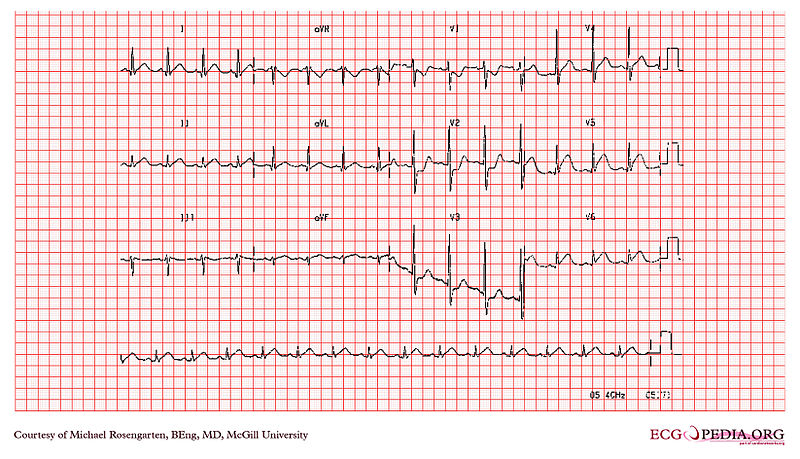 I aVR V1 V4
II aVL V2 V5
III aVF V3 V6
Courtesy of Michael Rosengarten, BEng, MD, McGill University
ECGPEDIA.ORG